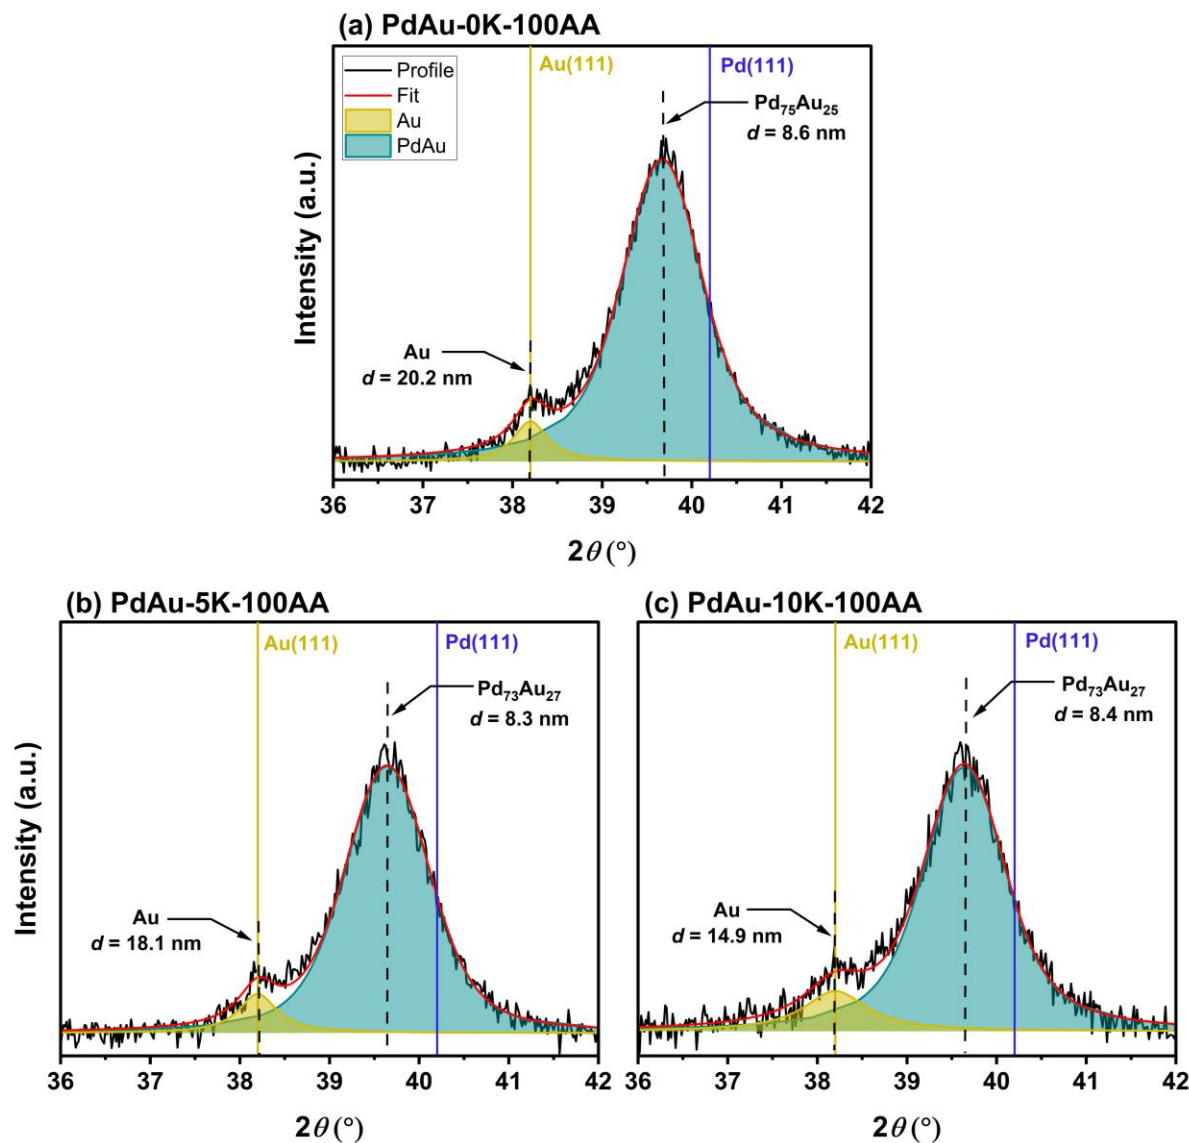 (a) PdAu-0K-100AA
Profile
Fit
Au
PdAu
Au(111)
Pd(111)
Pd₇₅Au₂₅
d = 8.6 nm
Au
d = 20.2 nm
Intensity (a.u.)
36 37 38 39 40 41 42
2θ (°)
(b) PdAu-5K-100AA
Au(111)
Pd(111)
Pd₇₃Au₂₇
d = 8.3 nm
Au
d = 18.1 nm
Intensity (a.u.)
36 37 38 39 40 41 42
2θ (°)
(c) PdAu-10K-100AA
Au(111)
Pd(111)
Pd₇₃Au₂₇
d = 8.4 nm
Au
d = 14.9 nm
36 37 38 39 40 41 42
2θ (°)